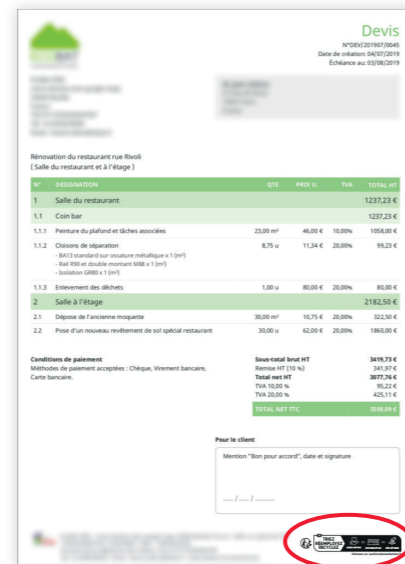 Devis
N°DEV/201907/0045
Date de création: 04/07/2019
Échéance au: 03/08/2019
Rénovation du restaurant rue Rivoli
( Salle du restaurant et à l'étage )
N° DESIGNATION QTE PRIX U. TVA TOTAL HT
1 Salle du restaurant 1237,23 €
1.1 Coin bar 1237,23 €
1.1.1 Peinture du plafond et tâches associées 23,00 m² 46,00 € 10,00% 1058,00 €
1.1.2 Cloisons de séparation 8,75 u 11,34 € 20,00% 99,23 €
- BA13 standard sur ossature métallique x 1 (m²)
- Rail R90 et double montant M88 x 1 (m²)
- Isolation GR80 x 1 (m²)
1.1.3 Enlevement des déchets 1,00 u 80,00 € 20,00% 80,00 €
2 Salle à l'étage 2182,50 €
2.1 Dépose de l'ancienne moquette 30,00 m² 10,75 € 20,00% 322,50 €
2.2 Pose d'un nouveau revêtement de sol spécial restaurant 30,00 u 62,00 € 20,00% 1860,00 €
Conditions de paiement
Méthodes de paiement acceptées : Chèque, Virement bancaire,
Carte bancaire.
Sous-total brut HT 3419,73 €
Remise HT (10 %) 341,97 €
Total net HT 3077,76 €
TVA 10,00 % 95,22 €
TVA 20,00 % 425,11 €
TOTAL NET TTC 3598,09 €
Pour le client
Mention "Bon pour accord", date et signature
..... / ..... / ..........
TRIEZ
RÉEMPLOYEZ
RECYCLEZ